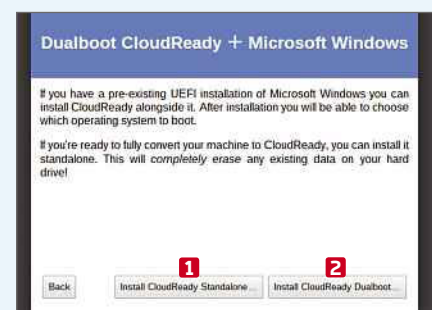 Dualboot CloudReady + Microsoft Windows
If you have a pre-existing UEFI installation of Microsoft Windows you can
install CloudReady alongside it. After installation you will be able to choose
which operating system to boot.
If you're ready to fully convert your machine to CloudReady, you can install it
standalone. This will completely erase any existing data on your hard
drive!
1 2
Back Install CloudReady Standalone... Install CloudReady Dualboot...